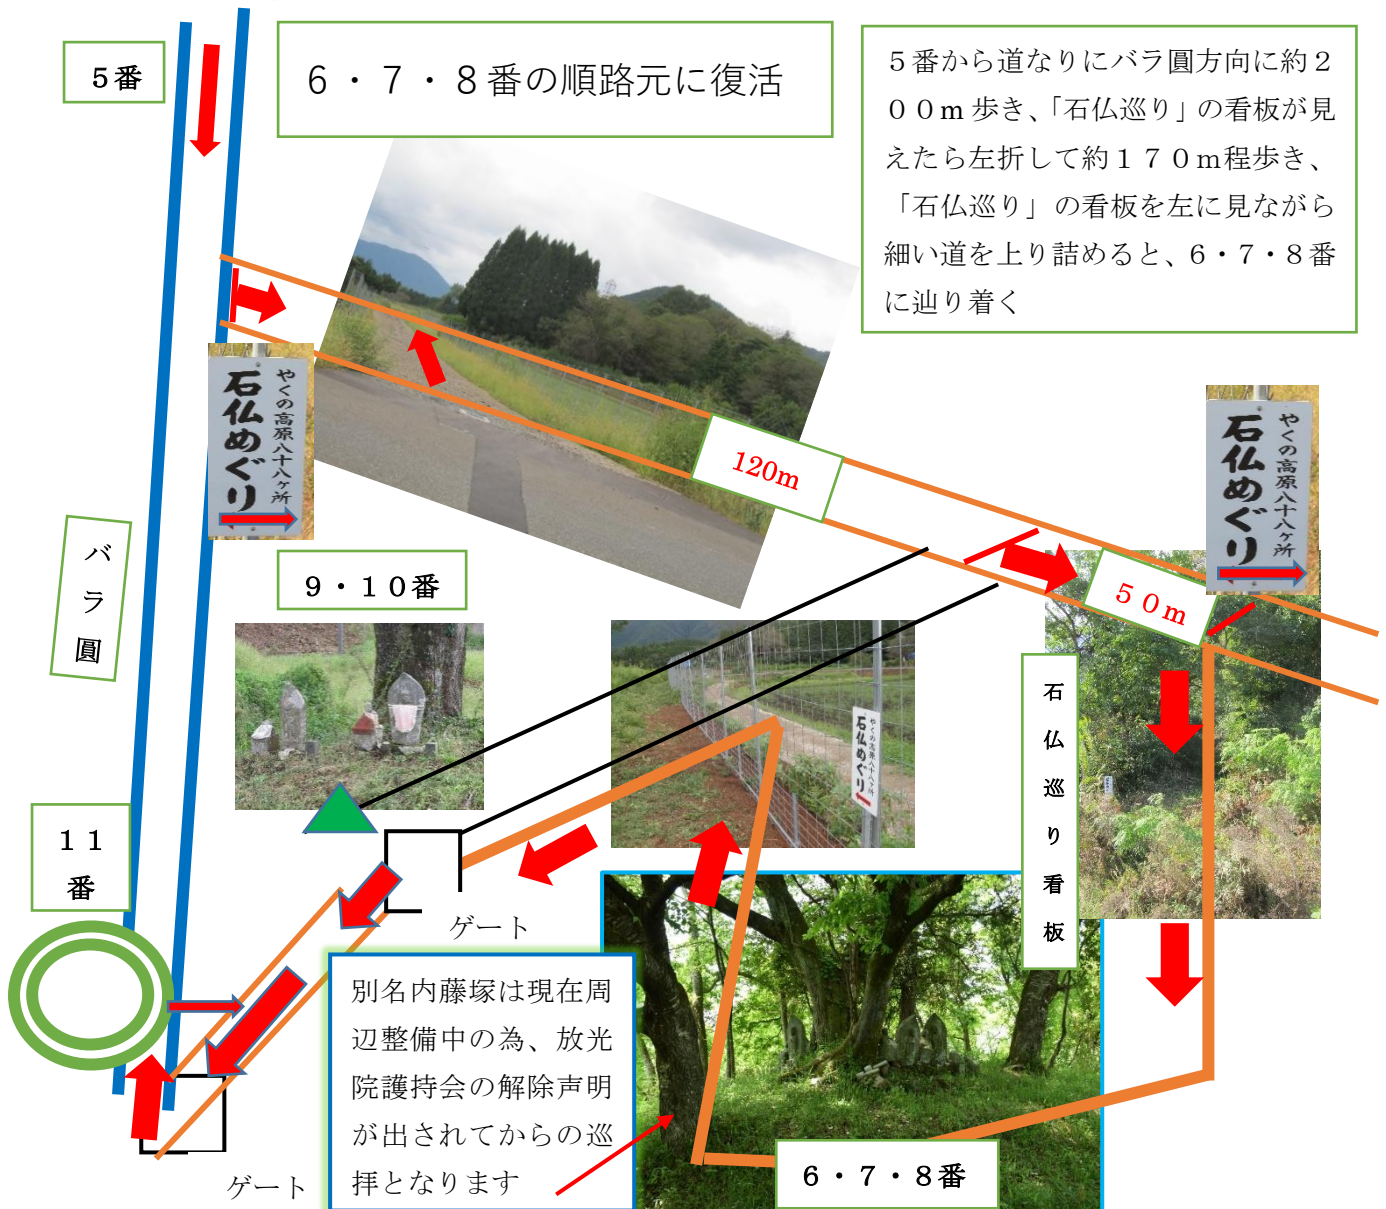 5番
6・7・8番の順路元に復活
5番から道なりにバラ圓方向に約2
00m 歩き、「石仏巡り」の看板が見
えたら左折して約170m程歩き、
「石仏巡り」の看板を左に見ながら
細い道を上り詰めると、6・7・8番
に辿り着く
やくの高原八十八ヶ所
石仏めぐり
120m
やくの高原八十八ヶ所
石仏めぐり
バラ圓
9・10番
50m
石仏巡り看板
やくの高原八十八ヶ所
石仏めぐり
11
番
ゲート
別名内藤塚は現在周
辺整備中の為、放光
院護持会の解除声明
が出されてからの巡
拝となります
6・7・8番
ゲート